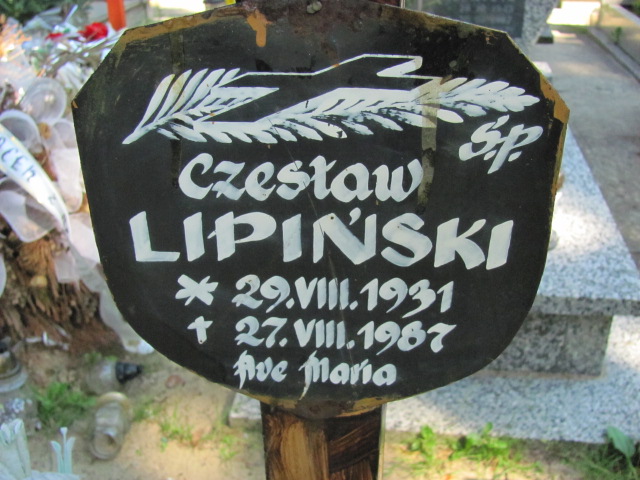 Ś.P.
Czesław
LIPIŃSKI
* 29.VIII.1931
† 27.VIII.1987
Ave Maria